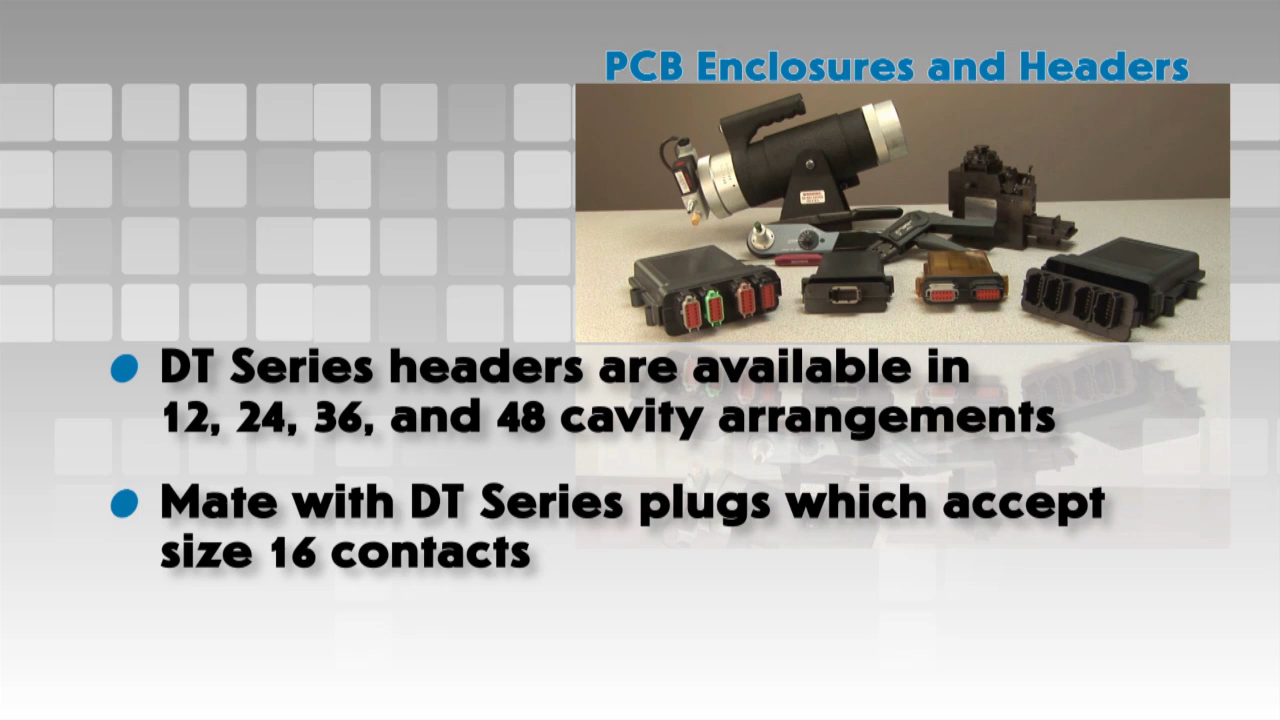 PCB Enclosures and Headers
DT Series headers are available in
12, 24, 36, and 48 cavity arrangements
Mate with DT Series plugs which accept
size 16 contacts